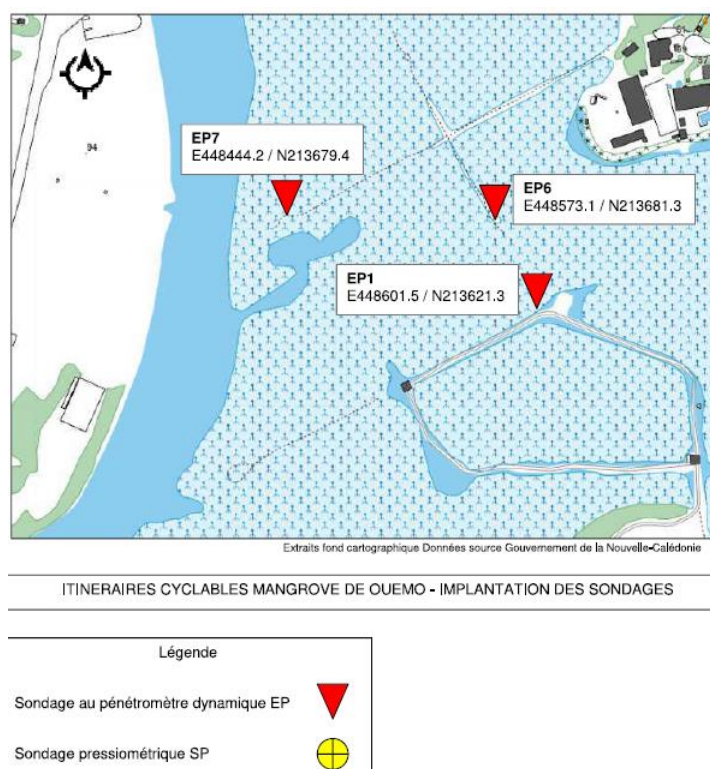 94
EP7
E448444.2 / N213679.4
EP6
E448573.1 / N213681.3
EP1
E448601.5 / N213621.3
Extraits fond cartographique Données source Gouvernement de la Nouvelle-Calédonie
ITINERAIRES CYCLABLES MANGROVE DE OUEMO - IMPLANTATION DES SONDAGES
Légende
Sondage au pénétromètre dynamique EP
Sondage pressiométrique SP